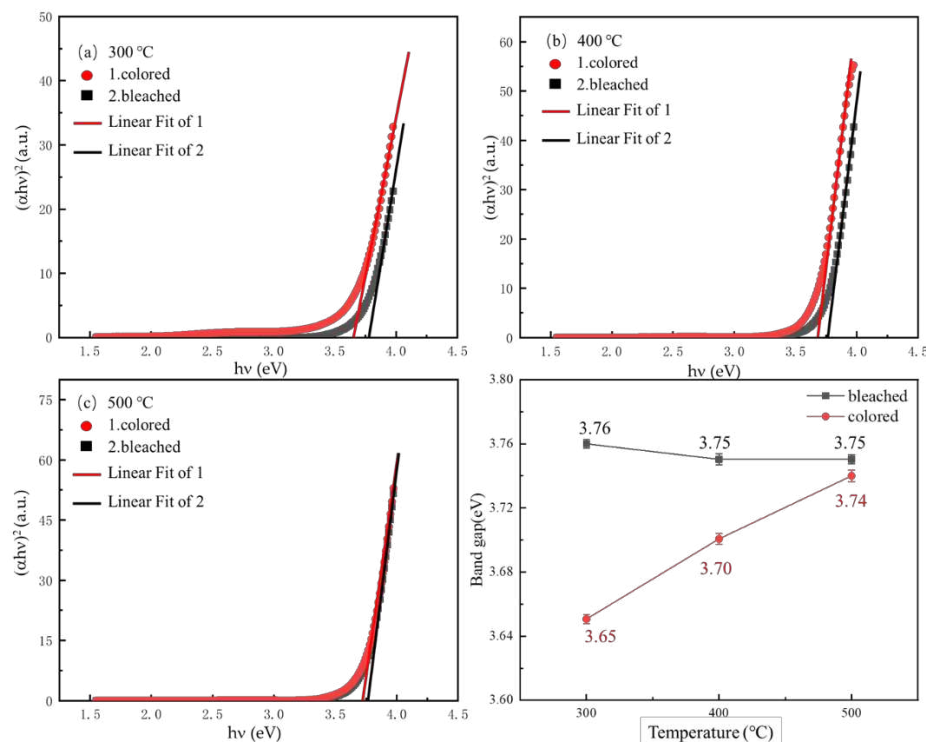 (a) 300 ℃
1.colored
2.bleached
Linear Fit of 1
Linear Fit of 2
50
40
30
20
10
0
(αhν)² (a.u.)
1.5 2.0 2.5 3.0 3.5 4.0 4.5
hν (eV)
(b) 400 ℃
1.colored
2.bleached
Linear Fit of 1
Linear Fit of 2
60
50
40
30
20
10
0
(αhν)² (a.u.)
1.5 2.0 2.5 3.0 3.5 4.0 4.5
hν (eV)
(c) 500 ℃
1.colored
2.bleached
Linear Fit of 1
Linear Fit of 2
75
60
45
30
15
0
(αhν)² (a.u.)
1.5 2.0 2.5 3.0 3.5 4.0 4.5
hν (eV)
bleached
colored
3.80
3.76
3.72
3.68
3.64
3.60
Band gap(eV)
3.76 3.75 3.75
3.65 3.70 3.74
300 400 500
Temperature (℃)